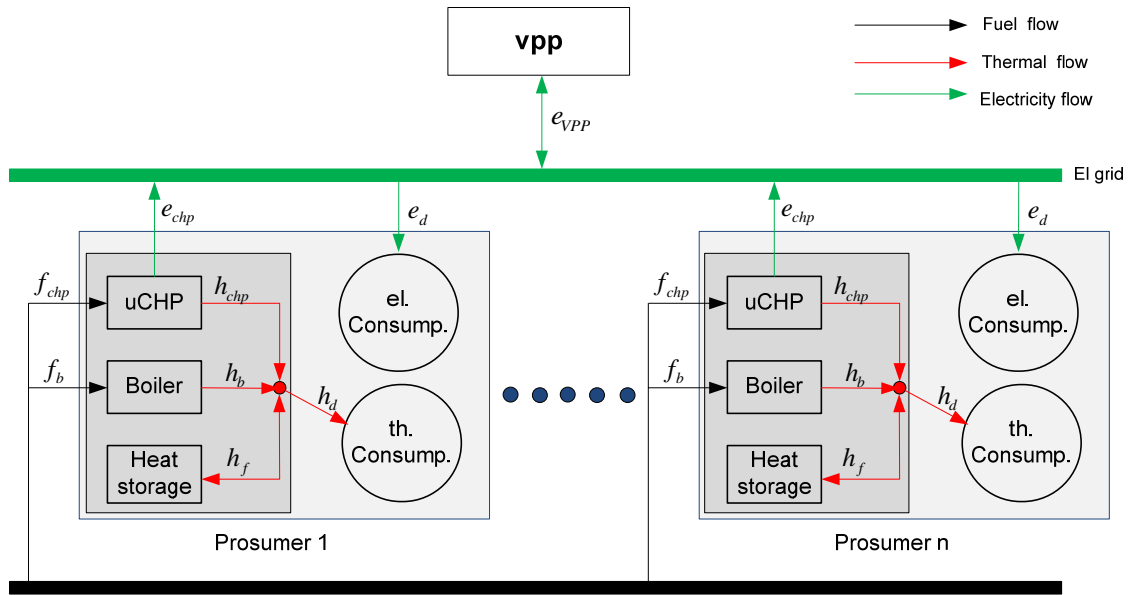 vpp
Fuel flow
Thermal flow
Electricity flow
e_VPP
El grid
e_chp
e_d
e_chp
e_d
f_chp
uCHP
h_chp
el.
Consump.
f_b
Boiler
h_b
h_d
th.
Consump.
Heat
storage
h_f
Prosumer 1
f_chp
uCHP
h_chp
el.
Consump.
f_b
Boiler
h_b
h_d
th.
Consump.
Heat
storage
h_f
Prosumer n